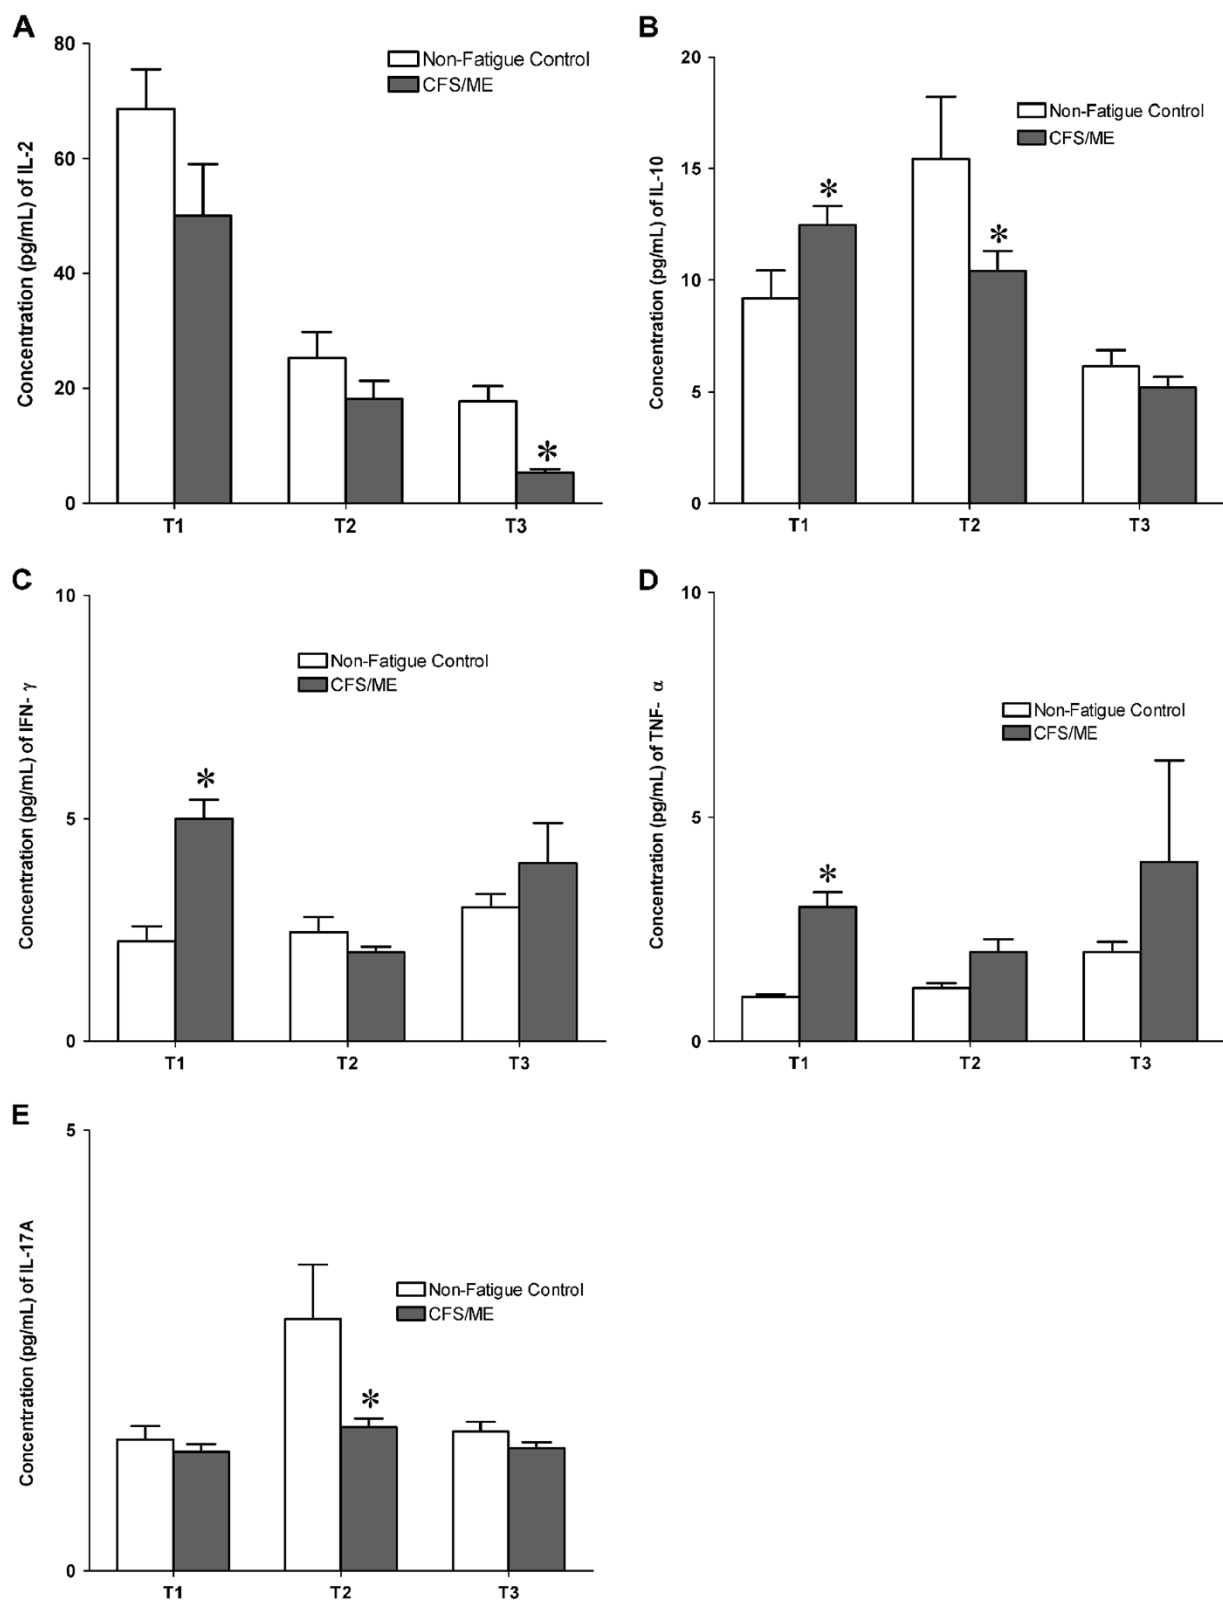 A
80
60
40
20
0
Concentration (pg/mL) of IL-2
Non-Fatigue Control
CFS/ME
*
T1 T2 T3
B
20
15
10
5
0
Concentration (pg/mL) of IL-10
Non-Fatigue Control
CFS/ME
*
*
T1 T2 T3
C
10
5
0
Concentration (pg/mL) of IFN- γ
Non-Fatigue Control
CFS/ME
*
T1 T2 T3
D
10
5
0
Concentration (pg/mL) of TNF- α
Non-Fatigue Control
CFS/ME
*
T1 T2 T3
E
5
0
Concentration (pg/mL) of IL-17A
Non-Fatigue Control
CFS/ME
*
T1 T2 T3